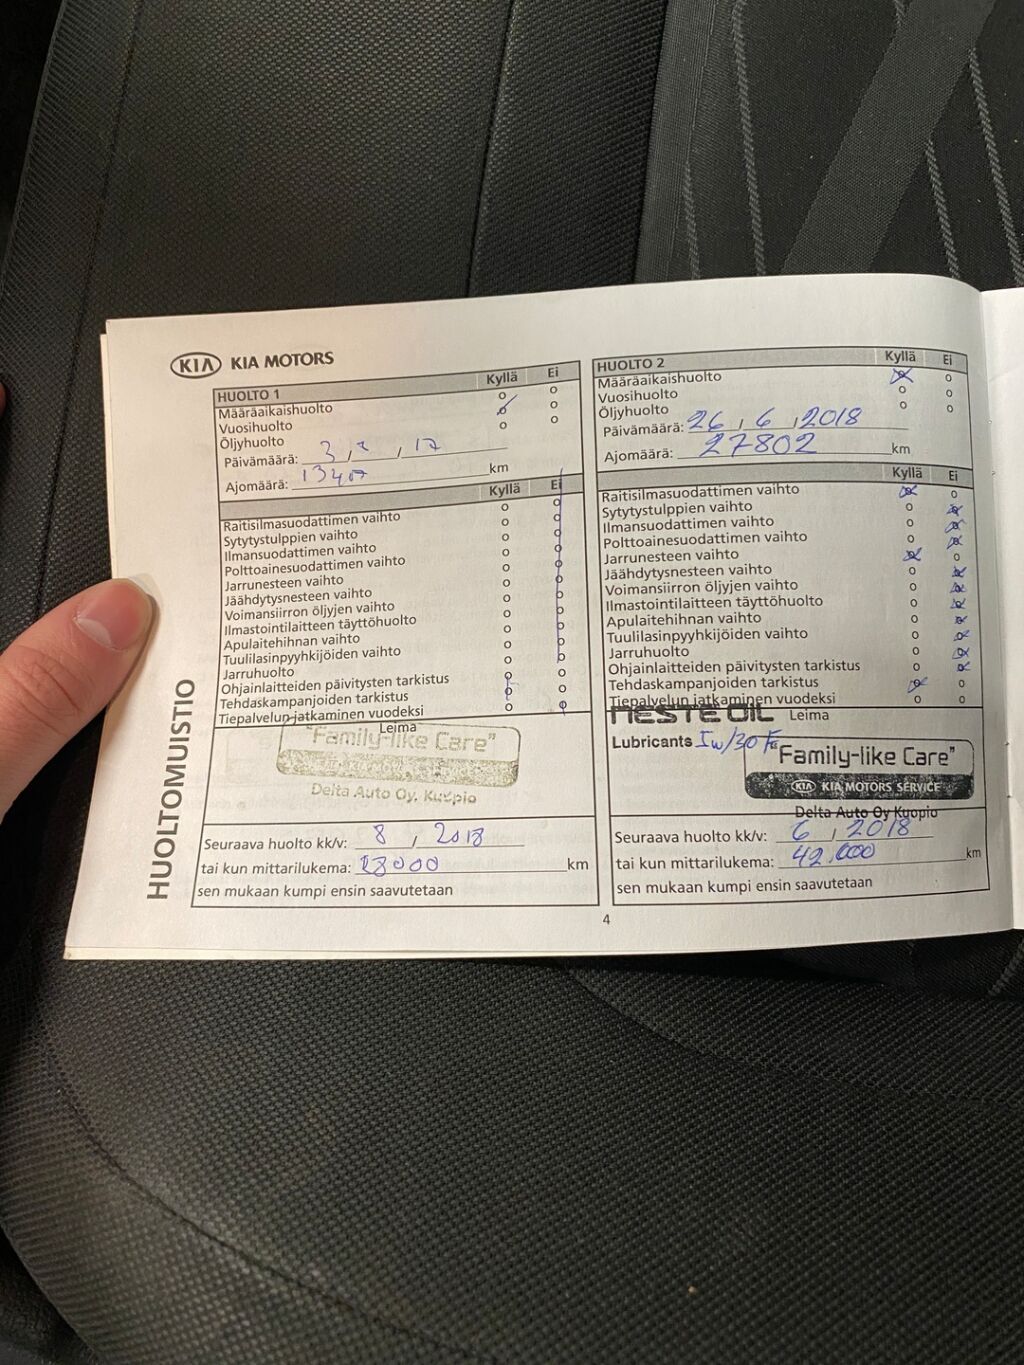 KIA KIA MOTORS
HUOLTOMUISTIO
HUOLTO 1 Kyllä Ei
Määräaikaishuolto
Vuosihuolto
Öljyhuolto
Päivämäärä: 3, , 17
Ajomäärä: km
Kyllä Ei
Raitisilmasuodattimen vaihto
Sytytystulppien vaihto
Ilmansuodattimen vaihto
Polttoainesuodattimen vaihto
Jarrunesteen vaihto
Jäähdytysnesteen vaihto
Voimansiirron öljyjen vaihto
Ilmastointilaitteen täyttöhuolto
Apulaitehihnan vaihto
Tuulilasinpyyhkijöiden vaihto
Jarruhuolto
Ohjainlaitteiden päivitysten tarkistus
Tehdaskampanjoiden tarkistus
Tiepalvelun jatkaminen vuodeksi
Leima
"Family-like Care"
Delta Auto Oy, Kuopio
Seuraava huolto kk/v: 8 , 2018
tai kun mittarilukema: km
sen mukaan kumpi ensin saavutetaan
HUOLTO 2 Kyllä Ei
Määräaikaishuolto
Vuosihuolto
Öljyhuolto
Päivämäärä: 26 , 6 , 2018
Ajomäärä: 27802 km
Kyllä Ei
Raitisilmasuodattimen vaihto
Sytytystulppien vaihto
Ilmansuodattimen vaihto
Polttoainesuodattimen vaihto
Jarrunesteen vaihto
Jäähdytysnesteen vaihto
Voimansiirron öljyjen vaihto
Ilmastointilaitteen täyttöhuolto
Apulaitehihnan vaihto
Tuulilasinpyyhkijöiden vaihto
Jarruhuolto
Ohjainlaitteiden päivitysten tarkistus
Tehdaskampanjoiden tarkistus
Tiepalvelun jatkaminen vuodeksi
NESTE OIL Leima
Lubricants
"Family-like Care"
KIA KIA MOTORS SERVICE
Delta Auto Oy Kuopio
Seuraava huolto kk/v: 6 , 2018
tai kun mittarilukema: 42.000 km
sen mukaan kumpi ensin saavutetaan
4